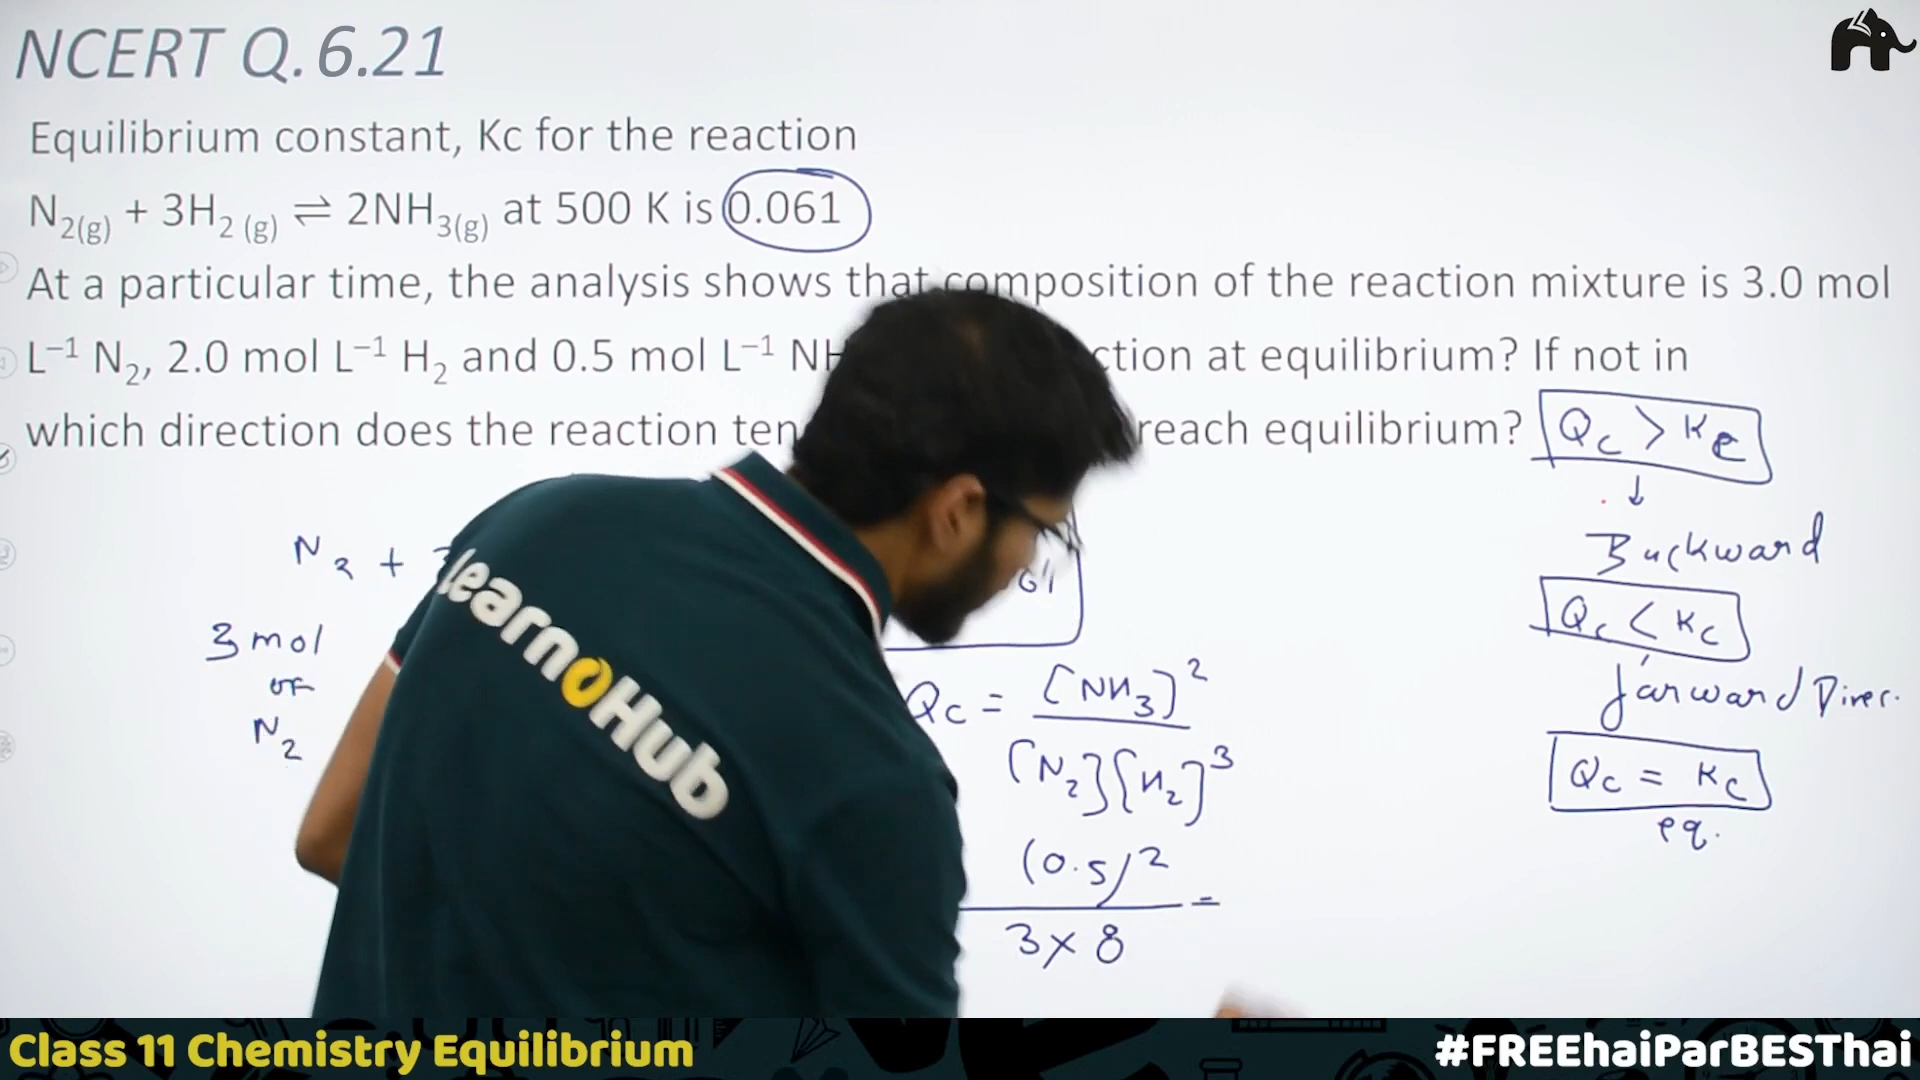 NCERT Q. 6.21
Equilibrium constant, Kc for the reaction
N2(g) + 3H2 (g) ⇌ 2NH3(g) at 500 K is 0.061
At a particular time, the analysis shows that composition of the reaction mixture is 3.0 mol
L–1 N2, 2.0 mol L–1 H2 and 0.5 mol L–1 NH ction at equilibrium? If not in
which direction does the reaction ten reach equilibrium?
Qc > Kc
↓
Backward
Qc < Kc
forward Direc.
Qc = Kc
eq.
N2 +
3 mol
of
N2
61
Qc = [NH3]2
[N2][H2]3
(0.5)2 =
3 x 8
LearnoHub
Class 11 Chemistry Equilibrium
#FREEhaiParBESThai